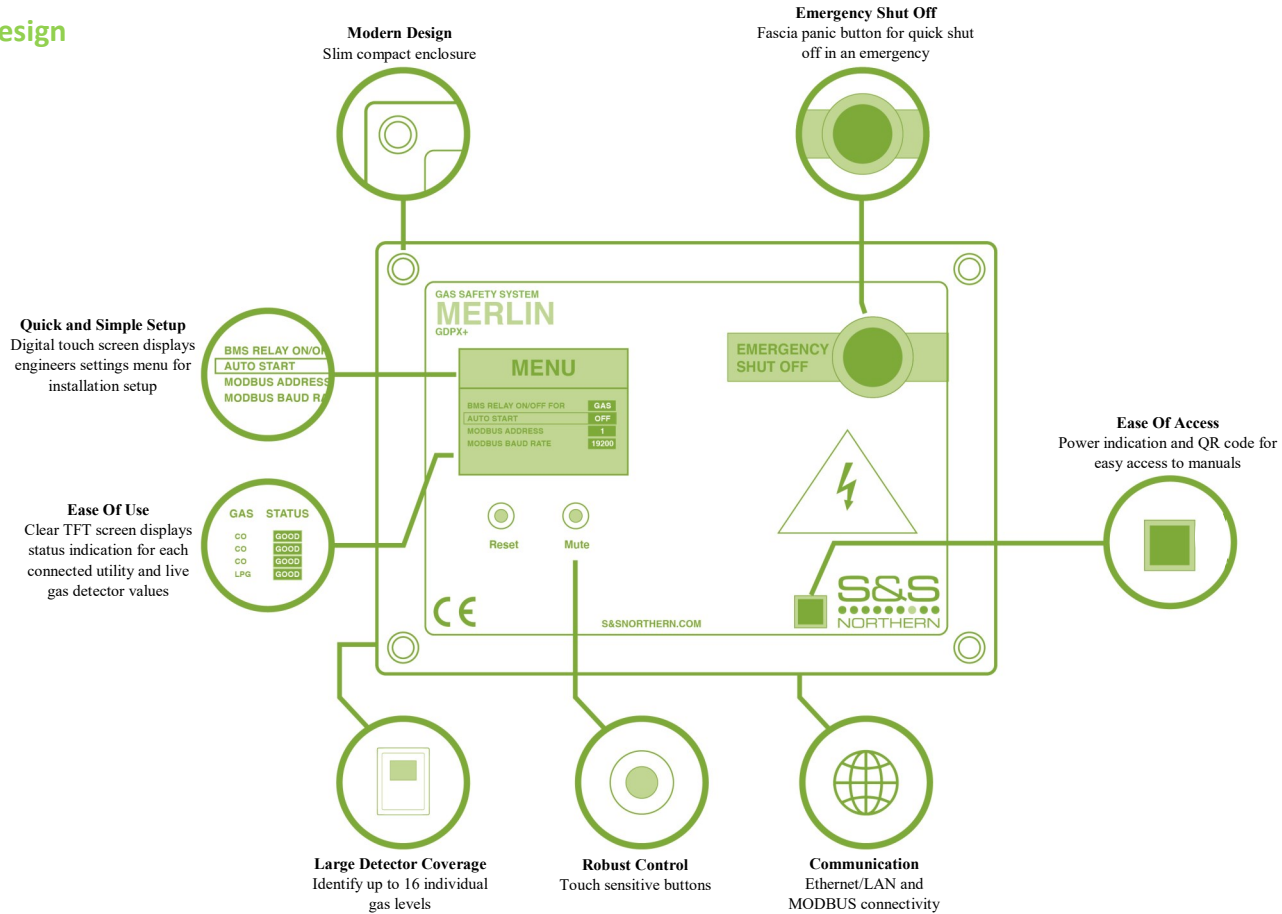 esign
Modern Design
Slim compact enclosure
Emergency Shut Off
Fascia panic button for quick shut
off in an emergency
Quick and Simple Setup
Digital touch screen displays
engineers settings menu for
installation setup
BMS RELAY ON/O
AUTO START
MODBUS ADDRESS
MODBUS BAUD RA
GAS SAFETY SYSTEM
MERLIN
GDPX+
MENU
BMS RELAY ON/OFF FOR GAS
AUTO START OFF
MODBUS ADDRESS 1
MODBUS BAUD RATE 19200
EMERGENCY
SHUT OFF
Ease Of Access
Power indication and QR code for
easy access to manuals
Ease Of Use
Clear TFT screen displays
status indication for each
connected utility and live
gas detector values
GAS STATUS
CO GOOD
CO GOOD
CO GOOD
LPG GOOD
Reset
Mute
CE
S&SNORTHERN.COM
S&S
NORTHERN
Large Detector Coverage
Identify up to 16 individual
gas levels
Robust Control
Touch sensitive buttons
Communication
Ethernet/LAN and
MODBUS connectivity